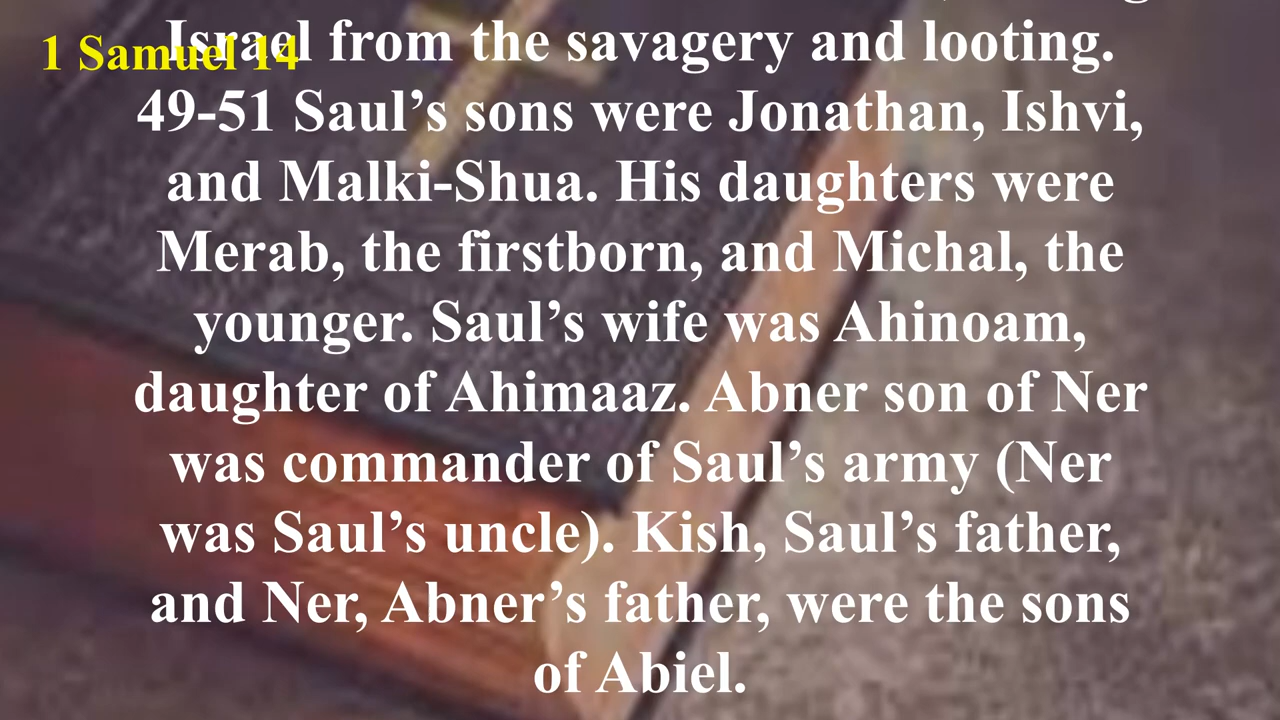 1 Samuel 14
Israel from the savagery and looting.
49-51 Saul’s sons were Jonathan, Ishvi,
and Malki-Shua. His daughters were
Merab, the firstborn, and Michal, the
younger. Saul’s wife was Ahinoam,
daughter of Ahimaaz. Abner son of Ner
was commander of Saul’s army (Ner
was Saul’s uncle). Kish, Saul’s father,
and Ner, Abner’s father, were the sons
of Abiel.